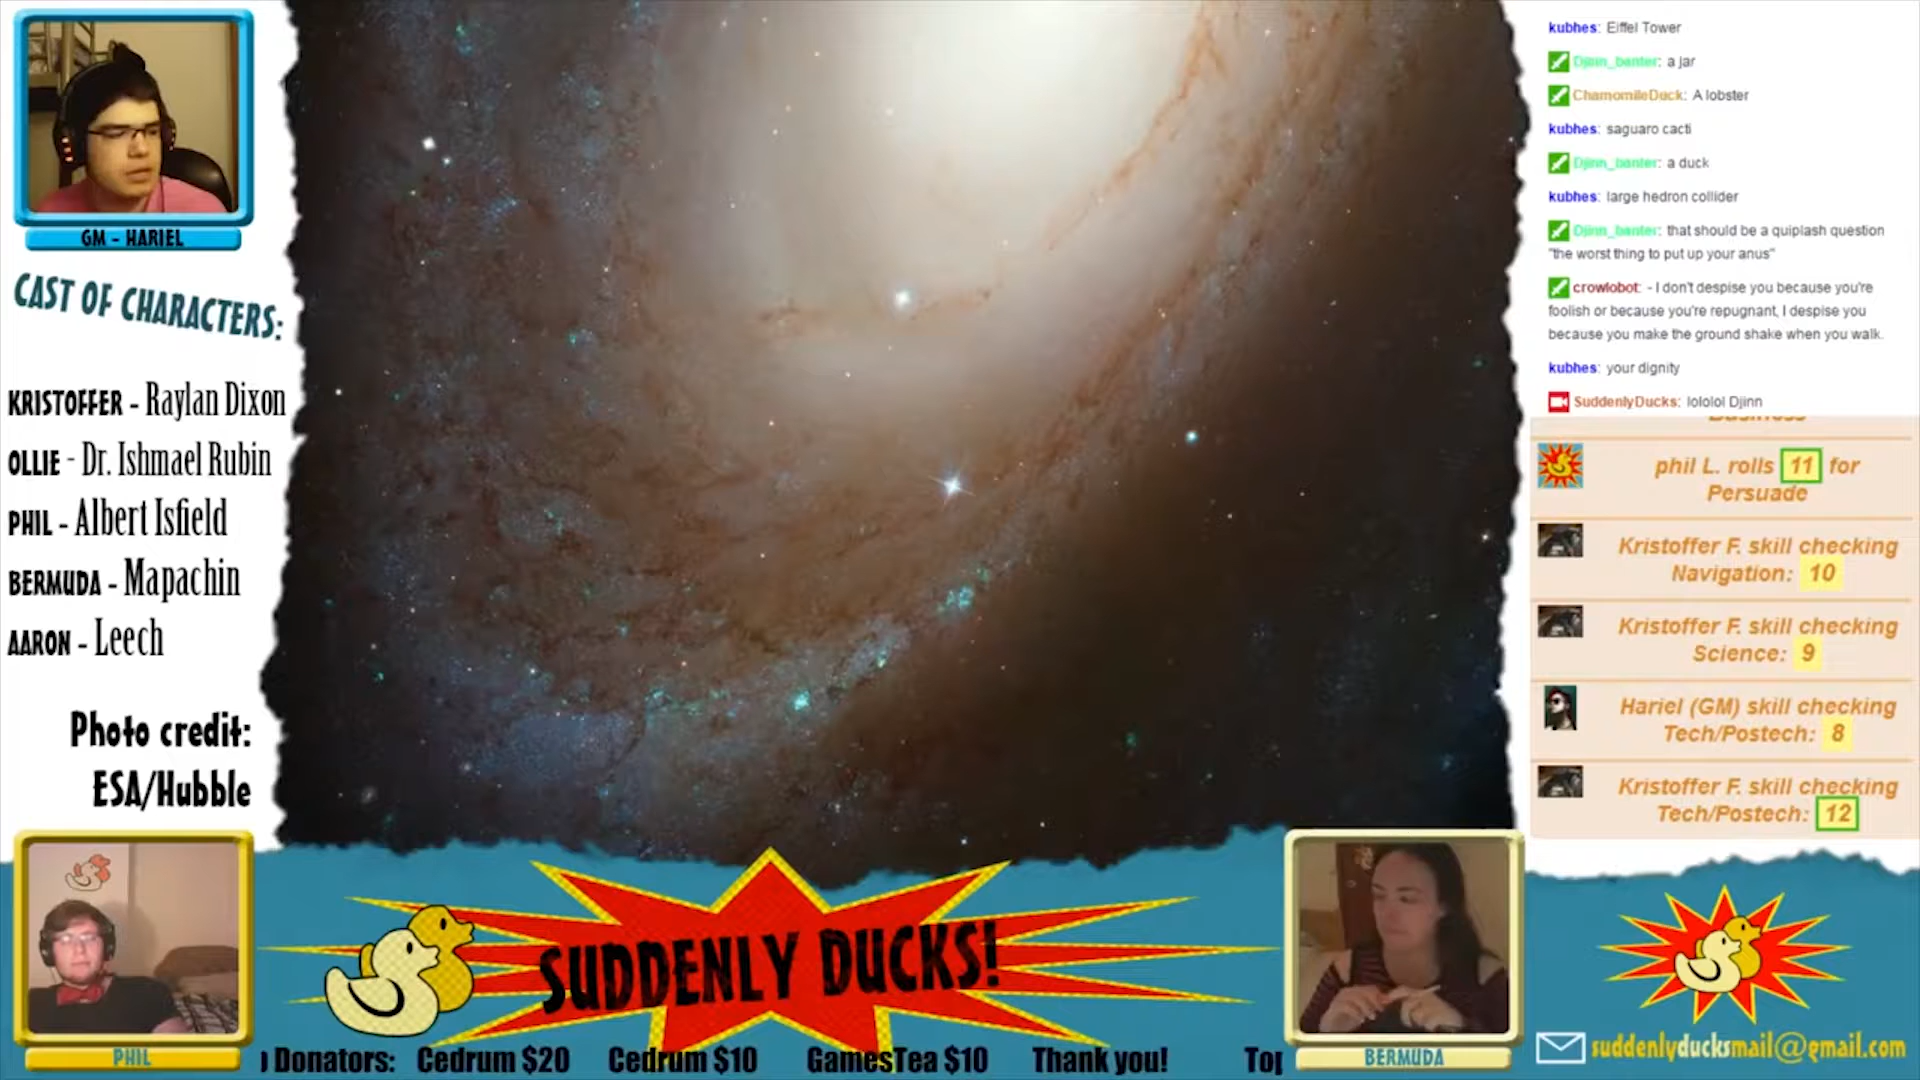 GM - HARIEL
CAST OF CHARACTERS:
KRISTOFFER - Raylan Dixon
OLLIE - Dr. Ishmael Rubin
PHIL - Albert Isfield
BERMUDA - Mapachin
AARON - Leech
Photo credit:
ESA/Hubble
PHIL
kubhes: Eiffel Tower
Djinn_banter: a jar
ChamomileDuck: A lobster
kubhes: saguaro cacti
Djinn_banter: a duck
kubhes: large hedron collider
Djinn_banter: that should be a quiplash question
"the worst thing to put up your anus"
crowlobot: - I don't despise you because you're
foolish or because you're repugnant, I despise you
because you make the ground shake when you walk.
kubhes: your dignity
SuddenlyDucks: lololol Djinn
Business
phil L. rolls 11 for
Persuade
Kristoffer F. skill checking
Navigation: 10
Kristoffer F. skill checking
Science: 9
Hariel (GM) skill checking
Tech/Postech: 8
Kristoffer F. skill checking
Tech/Postech: 12
SUDDENLY DUCKS!
Donators: Cedrum $20 Cedrum $10 GamesTea $10 Thank you! Top
BERMUDA
suddenlyducksmail@gmail.com